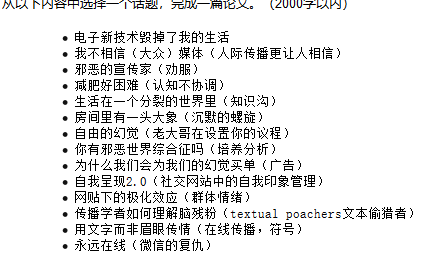 从以下内容中选择一个话题，完成一篇论文。（2000字以内）
电子新技术毁掉了我的生活
我不相信（大众）媒体（人际传播更让人相信）
邪恶的宣传家（劝服）
减肥好困难（认知不协调）
生活在一个分裂的世界里（知识沟）
房间里有一头大象（沉默的螺旋）
自由的幻觉（老大哥在设置你的议程）
你有邪恶世界综合征吗（培养分析）
为什么我们会为我们的幻觉买单（广告）
自我呈现2.0（社交网站中的自我印象管理）
网贴下的极化效应（群体情绪）
传播学者如何理解脑残粉（textual poachers文本偷猎者）
用文字而非眉眼传情（在线传播，符号）
永远在线（微信的复仇）